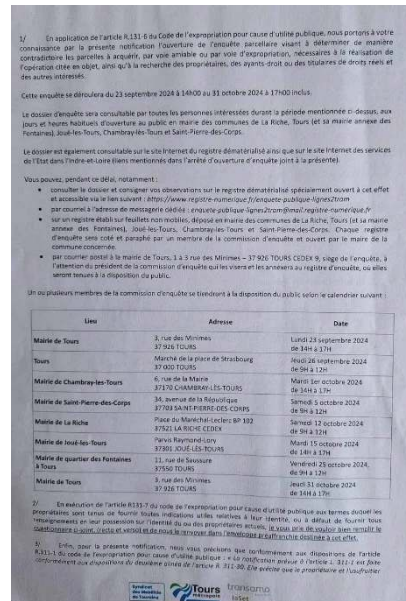 1/ En application de l'article R.131-6 du Code de l'expropriation pour cause d'utilité publique, nous portons à votre
connaissance par la présente notification l'ouverture de l'enquête parcellaire visant à déterminer de manière
contradictoire les parcelles à acquérir, par voie amiable ou par voie d'expropriation, nécessaires à la réalisation de
l'opération citée en objet, ainsi qu'à la recherche des propriétaires, des ayants-droit ou des titulaires de droits réels et
des autres intéressés.
Cette enquête se déroulera du 23 septembre 2024 à 14h00 au 31 octobre 2024 à 17h00 inclus.
Le dossier d'enquête sera consultable par toutes les personnes intéressées durant la période mentionnée ci-dessus, aux
jours et heures habituels d'ouverture au public en mairie des communes de La Riche, Tours (et sa mairie annexe des
Fontaines), Joué-les-Tours, Chambray-lès-Tours et Saint-Pierre-des-Corps.
Le dossier est également consultable sur le site internet du registre dématérialisé ainsi que sur le site Internet des services
de l'Etat dans l'Indre-et-Loire (liens mentionnés dans l'arrêté d'ouverture d'enquête joint à la présente).
Vous pouvez, pendant ce délai, notamment :
• consulter le dossier et consigner vos observations sur le registre dématérialisé spécialement ouvert à cet effet
et accessible via le lien suivant : https://www.registre-numerique.fr/enquete-publique-lignes2tram
• par courriel à l'adresse de messagerie dédiée : enquete-publique-lignes2tram@mail.registre-numerique.fr
• sur un registre établi sur feuillets non mobiles, déposé en mairie des communes de La Riche, Tours (et sa mairie
annexe des Fontaines), Joué-les-Tours, Chambray-lès-Tours et Saint-Pierre-des-Corps. Chaque registre
d'enquête sera coté et paraphé par un membre de la commission d'enquête et ouvert par le maire de la
commune concernée.
• par courrier postal à la mairie de Tours, 1 à 3 rue des Minimes – 37 926 TOURS CEDEX 9, siège de l'enquête, à
l'attention du président de la commission d'enquête qui les visera et les annexera au registre d'enquête, où elles
seront tenues à la disposition du public.
Un ou plusieurs membres de la commission d'enquête se tiendront à la disposition du public selon le calendrier suivant :
Lieu Adresse Date
Mairie de Tours 3, rue des Minimes 37 926 TOURS Lundi 23 septembre 2024 de 14H à 17H
Tours Marché de la place de Strasbourg 37 000 TOURS Jeudi 26 septembre 2024 de 9H à 12H
Mairie de Chambray-les-Tours 6, rue de la Mairie 37170 CHAMBRAY-LES-TOURS Mardi 1er octobre 2024 de 14H à 17H
Mairie de Saint-Pierre-des-Corps 34, avenue de la République 37703 SAINT-PIERRE-DES-CORPS Samedi 5 octobre 2024 de 9H à 12H
Mairie de La Riche Place du Maréchal-Leclerc BP 102 37521 LA RICHE CEDEX Samedi 12 octobre 2024 de 9H à 12H
Mairie de Joué-lès-Tours Parvis Raymond-Lory 37301 JOUÉ-LES-TOURS Mardi 15 octobre 2024 de 14H à 17H
Mairie de quartier des Fontaines à Tours 11, rue de Saussure 37550 TOURS Vendredi 25 octobre 2024, de 9H à 12H
Mairie de Tours 3, rue des Minimes 37 926 TOURS Jeudi 31 octobre 2024 de 14H à 17H
2/ En exécution de l'article R131-7 du code de l'expropriation pour cause d'utilité publique aux termes duquel les
propriétaires sont tenus de fournir toutes indications utiles relatives à leur identité, ou à défaut de fournir tous
renseignements en leur possession sur l'identité du ou des propriétaires actuels, je vous prie de vouloir bien remplir le
questionnaire ci-joint (recto et verso) et de nous le renvoyer dans l'enveloppe préaffranchie destinée à cet effet.
3/ Enfin, pour la présente notification, nous vous précisons que conformément aux dispositions de l'article
R.311-1 du code de l'expropriation pour cause d'utilité publique : « La notification prévue à l'article L. 311-1 est faite
conformément aux dispositions du deuxième alinéa de l'article R. 311-30. Elle précise que le propriétaire et l'usufruitier
Syndicat
des Mobilités
de Touraine
Tours
métropole
transamo